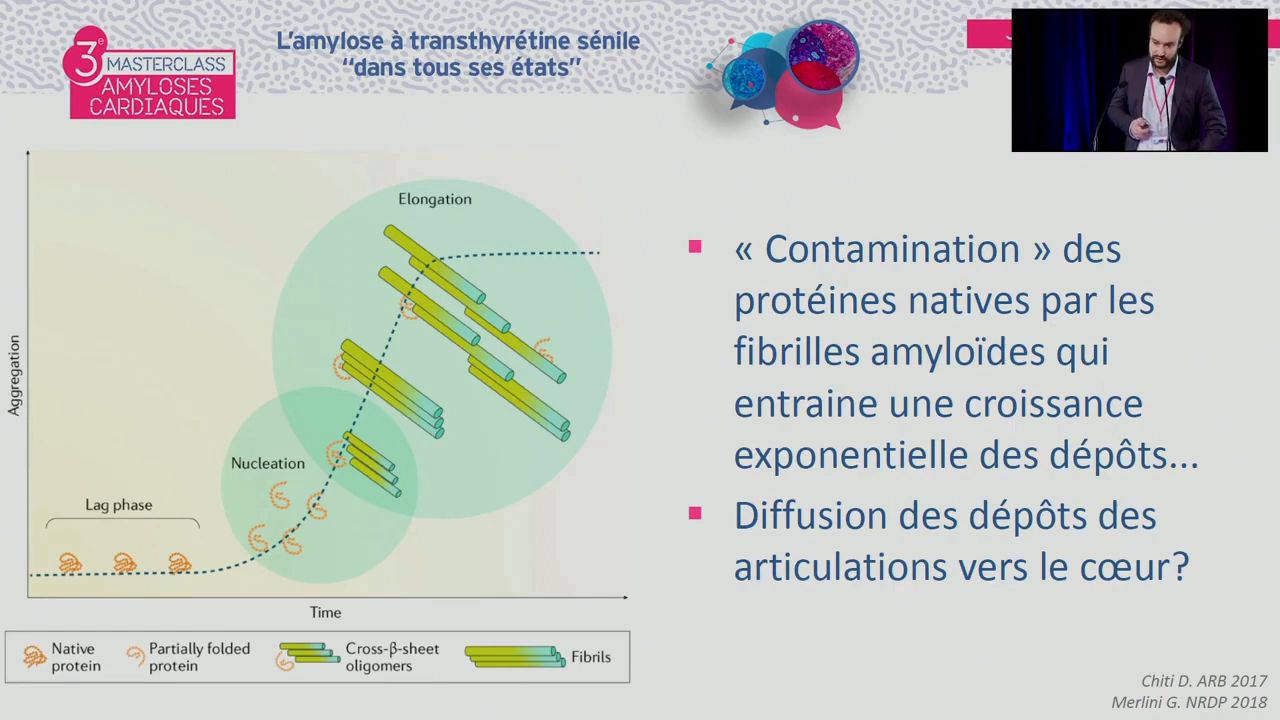 3e MASTERCLASS
AMYLOSES
CARDIAQUES
L'amylose à transthyrétine sénile
“dans tous ses états”
Elongation
Nucleation
Lag phase
Aggregation
Time
Native protein
Partially folded protein
Cross-β-sheet oligomers
Fibrils
« Contamination » des
protéines natives par les
fibrilles amyloïdes qui
entraine une croissance
exponentielle des dépôts...
Diffusion des dépôts des
articulations vers le cœur?
Chiti D. ARB 2017
Merlini G. NRDP 2018